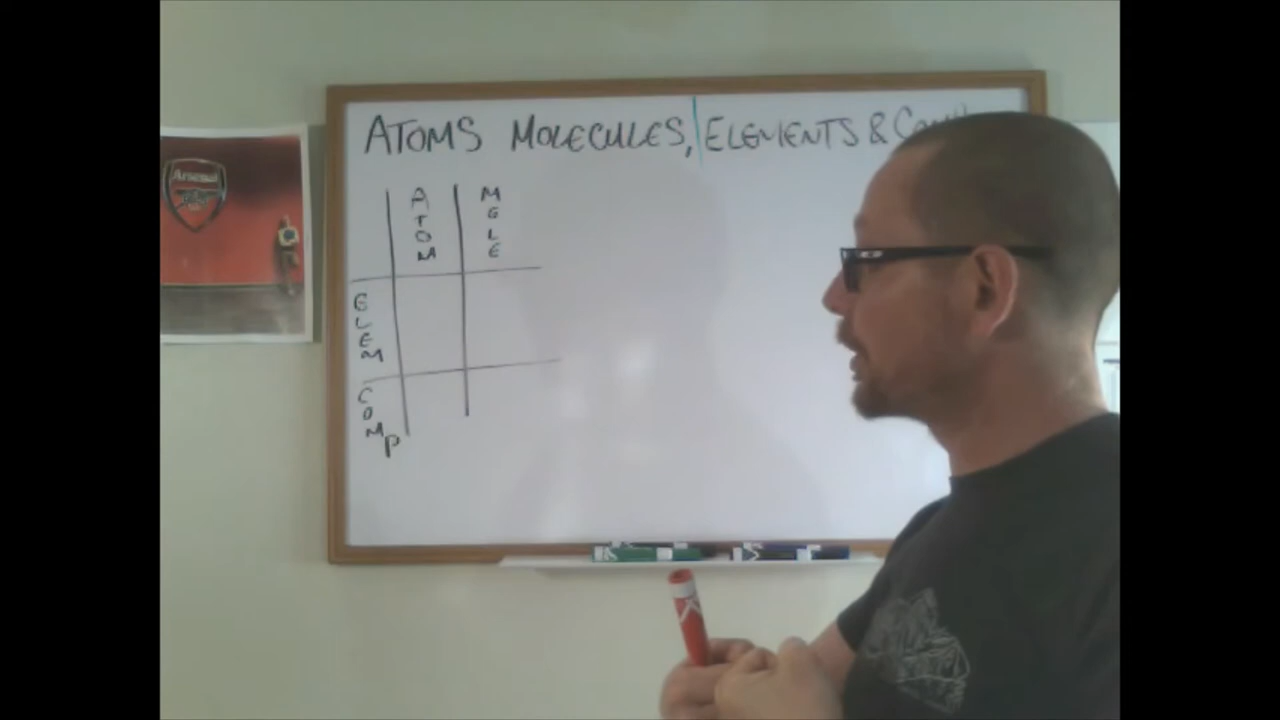 Arsenal
ATOMS MOLECULES, ELEMENTS &
ATOM
MOLE
ELEM
COMP